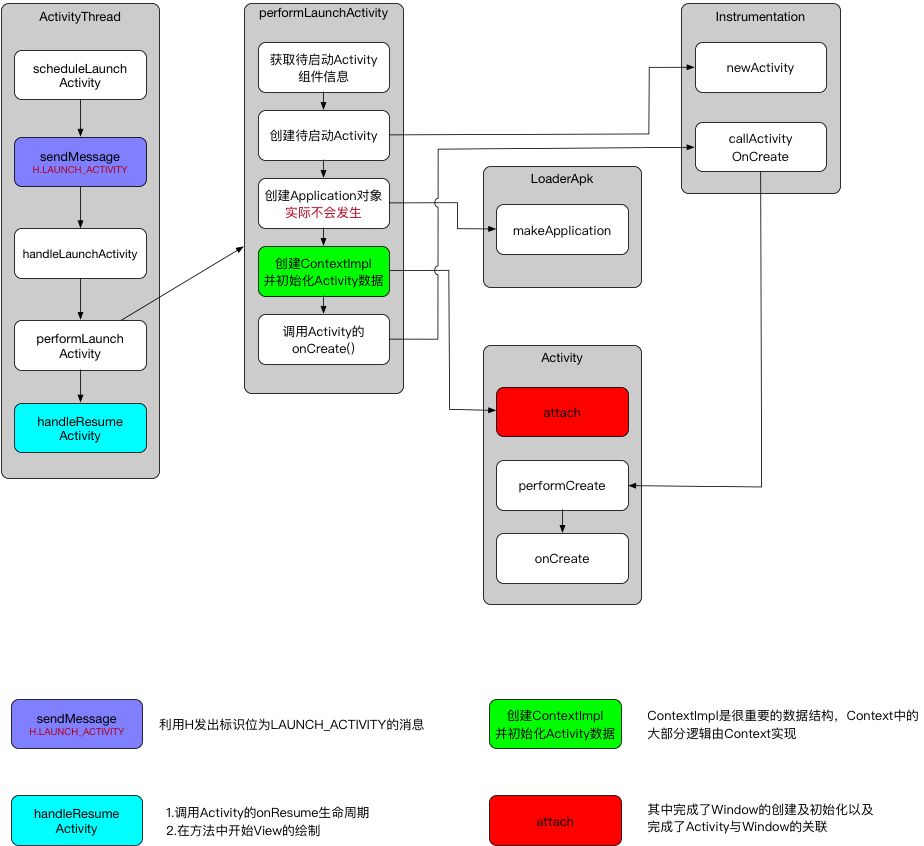 ActivityThread
scheduleLaunch
Activity
sendMessage
H.LAUNCH_ACTIVITY
handleLaunchActivity
performLaunch
Activity
handleResume
Activity
performLaunchActivity
获取待启动Activity
组件信息
创建待启动Activity
创建Application对象
实际不会发生
创建ContextImpl
并初始化Activity数据
调用Activity的
onCreate()
LoaderApk
makeApplication
Activity
attach
performCreate
onCreate
Instrumentation
newActivity
callActivity
OnCreate
sendMessage
H.LAUNCH_ACTIVITY
利用H发出标识位为LAUNCH_ACTIVITY的消息
创建ContextImpl
并初始化Activity数据
ContextImpl是很重要的数据结构，Context中的
大部分逻辑由Context实现
handleResume
Activity
1.调用Activity的onResume生命周期
2.在方法中开始View的绘制
attach
其中完成了Window的创建及初始化以及
完成了Activity与Window的关联